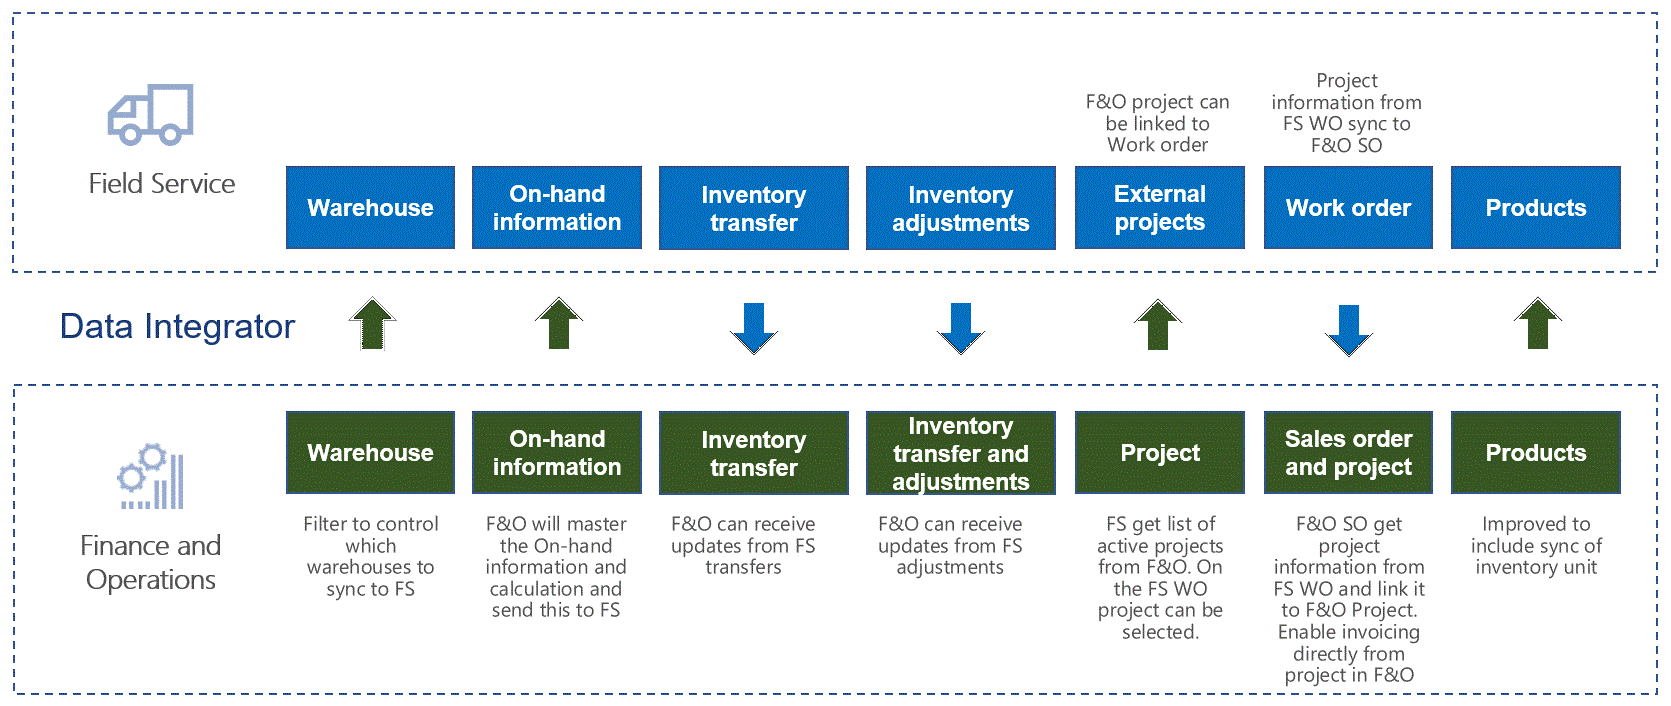 Field Service
Warehouse
On-hand
information
Inventory
transfer
Inventory
adjustments
F&O project can
be linked to
Work order
External
projects
Project
information from
FS WO sync to
F&O SO
Work order
Products
Data Integrator
Finance and
Operations
Warehouse
Filter to control
which
warehouses to
sync to FS
On-hand
information
F&O will master
the On-hand
information and
calculation and
send this to FS
Inventory
transfer
F&O can receive
updates from FS
transfers
Inventory
transfer and
adjustments
F&O can receive
updates from FS
adjustments
Project
FS get list of
active projects
from F&O. On
the FS WO
project can be
selected.
Sales order
and project
F&O SO get
project
information from
FS WO and link it
to F&O Project.
Enable invoicing
directly from
project in F&O
Products
Improved to
include sync of
inventory unit